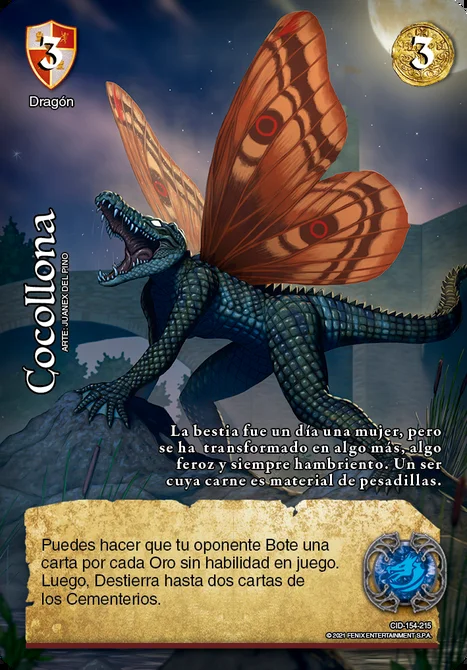 3
3
Dragón
Cocollona
ARTE: JUANEX DEL PINO
La bestia fue un día una mujer, pero
se ha transformado en algo más, algo
feroz y siempre hambriento. Un ser
cuya carne es material de pesadillas.
Puedes hacer que tu oponente Bote una
carta por cada Oro sin habilidad en juego.
Luego, Destierra hasta dos cartas de
los Cementerios.
CID-154-215
©2021 FENIX ENTERTAINMENT S.P.A.